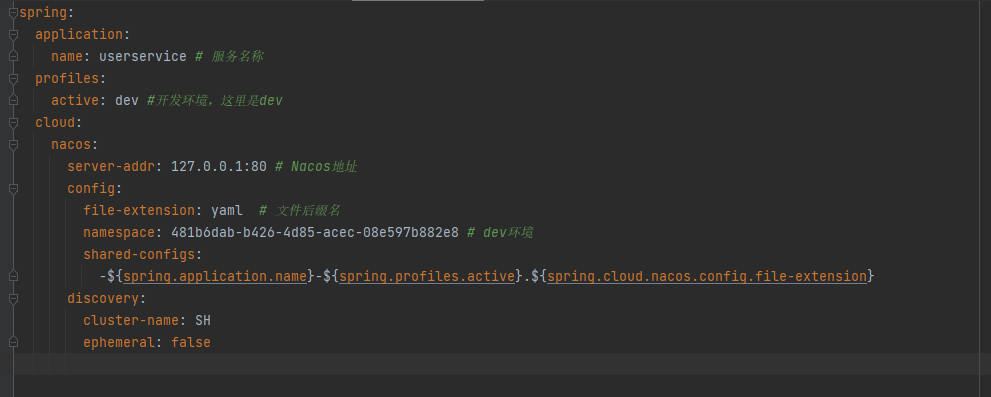 spring:
  application:
    name: userservice # 服务名称
  profiles:
    active: dev #开发环境，这里是dev
  cloud:
    nacos:
      server-addr: 127.0.0.1:80 # Nacos地址
      config:
        file-extension: yaml  # 文件后缀名
        namespace: 481b6dab-b426-4d85-acec-08e597b882e8 # dev环境
        shared-configs:
          -${spring.application.name}-${spring.profiles.active}.${spring.cloud.nacos.config.file-extension}
      discovery:
        cluster-name: SH
        ephemeral: false